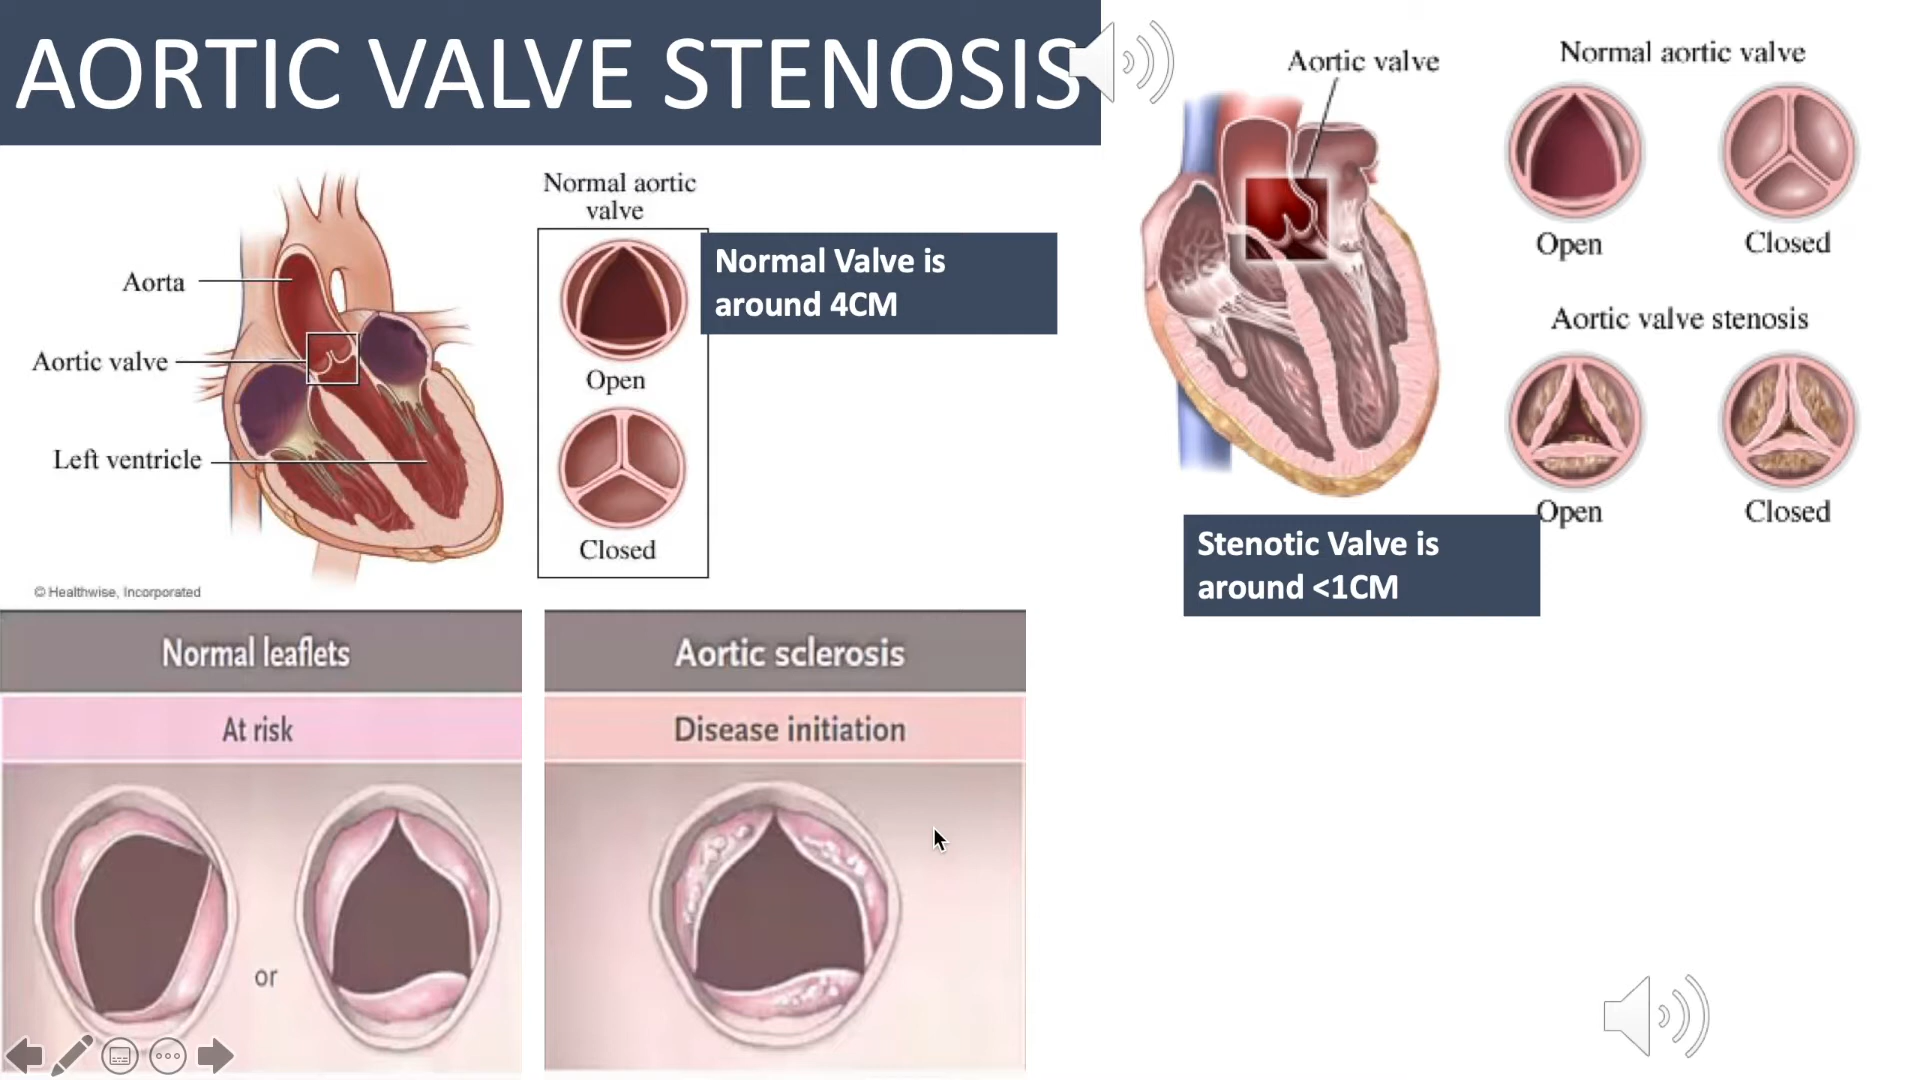 AORTIC VALVE STENOSIS
Normal aortic
valve
Aorta
Aortic valve
Left ventricle
Open
Closed
© Healthwise, Incorporated
Normal Valve is
around 4CM
Aortic valve
Normal aortic valve
Open
Closed
Aortic valve stenosis
Open
Closed
Stenotic Valve is
around <1CM
Normal leaflets
At risk
or
Aortic sclerosis
Disease initiation